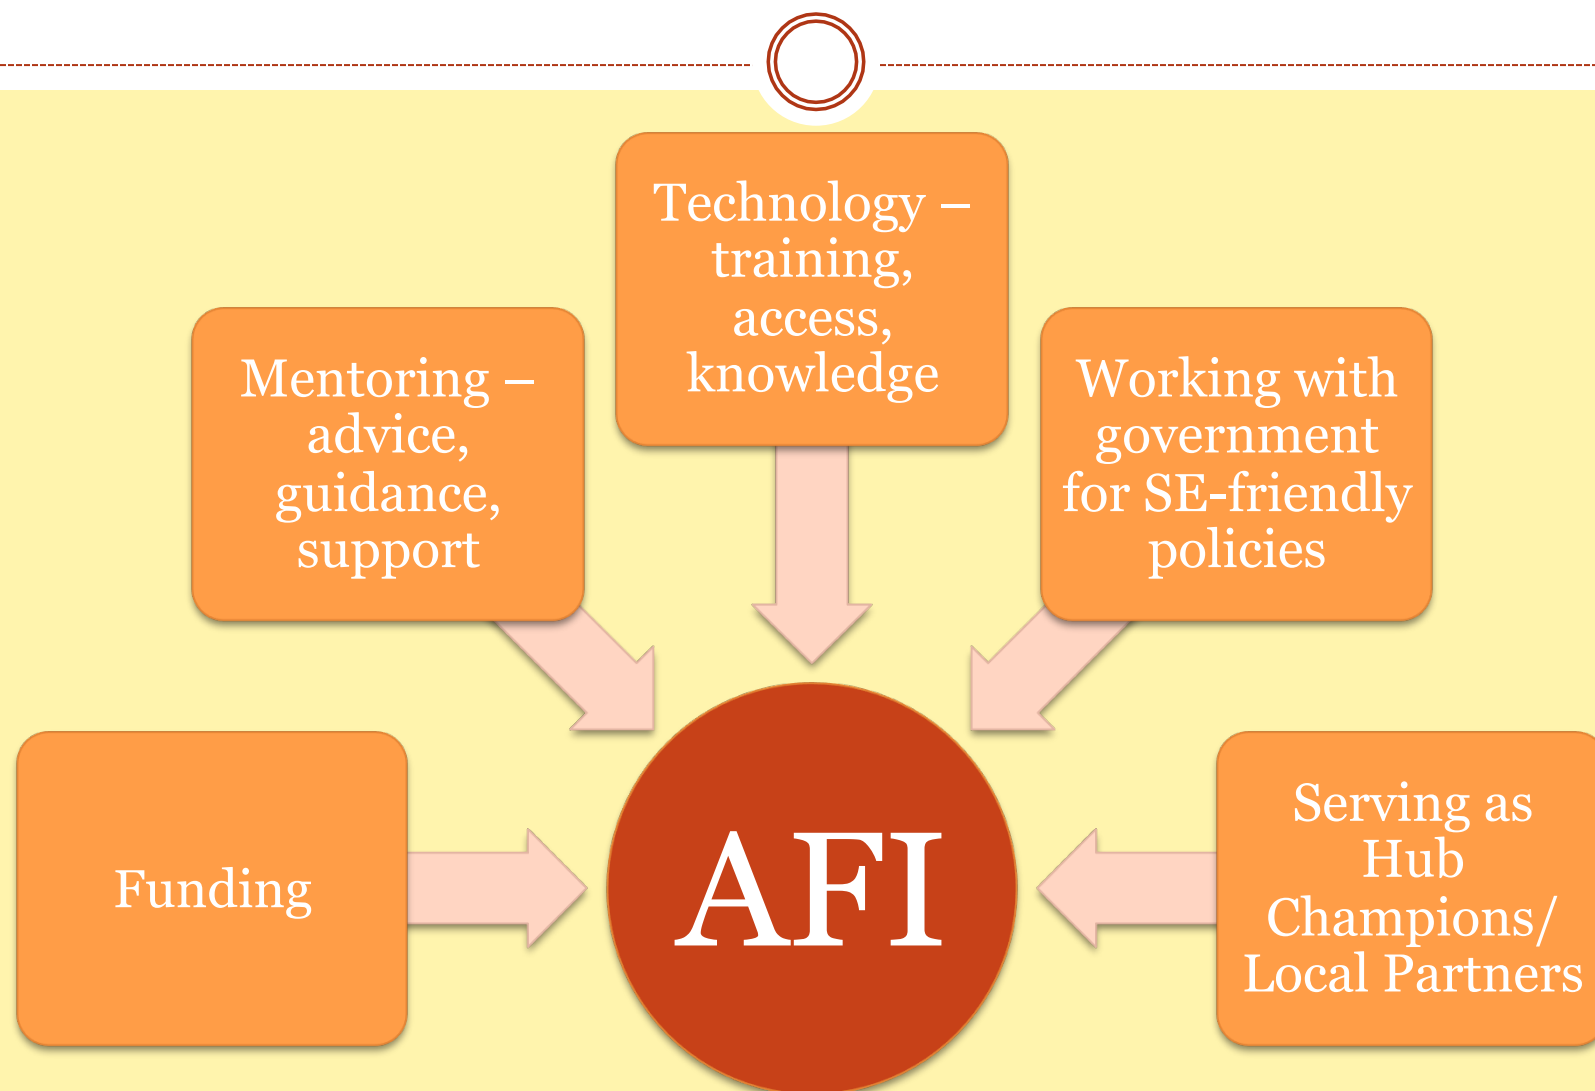 Technology –
training,
access,
knowledge
Mentoring –
advice,
guidance,
support
Working with
government
for SE-friendly
policies
Funding
AFI
Serving as
Hub
Champions/
Local Partners